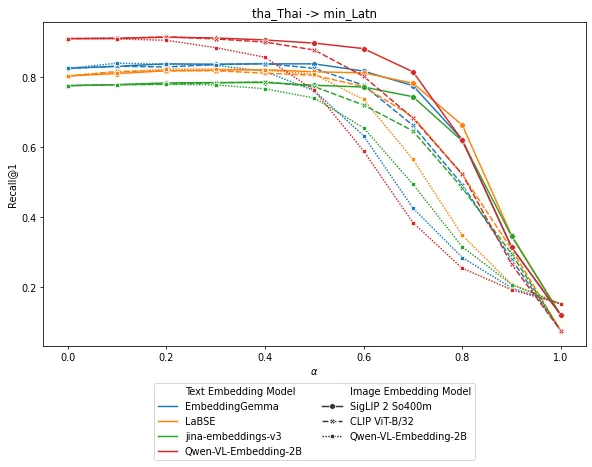 tha_Thai -> min_Latn
Recall@1
0.8
0.6
0.4
0.2
0.0 0.2 0.4 0.6 0.8 1.0
α
Text Embedding Model Image Embedding Model
EmbeddingGemma SigLIP 2 So400m
LaBSE CLIP ViT-B/32
jina-embeddings-v3 Qwen-VL-Embedding-2B
Qwen-VL-Embedding-2B